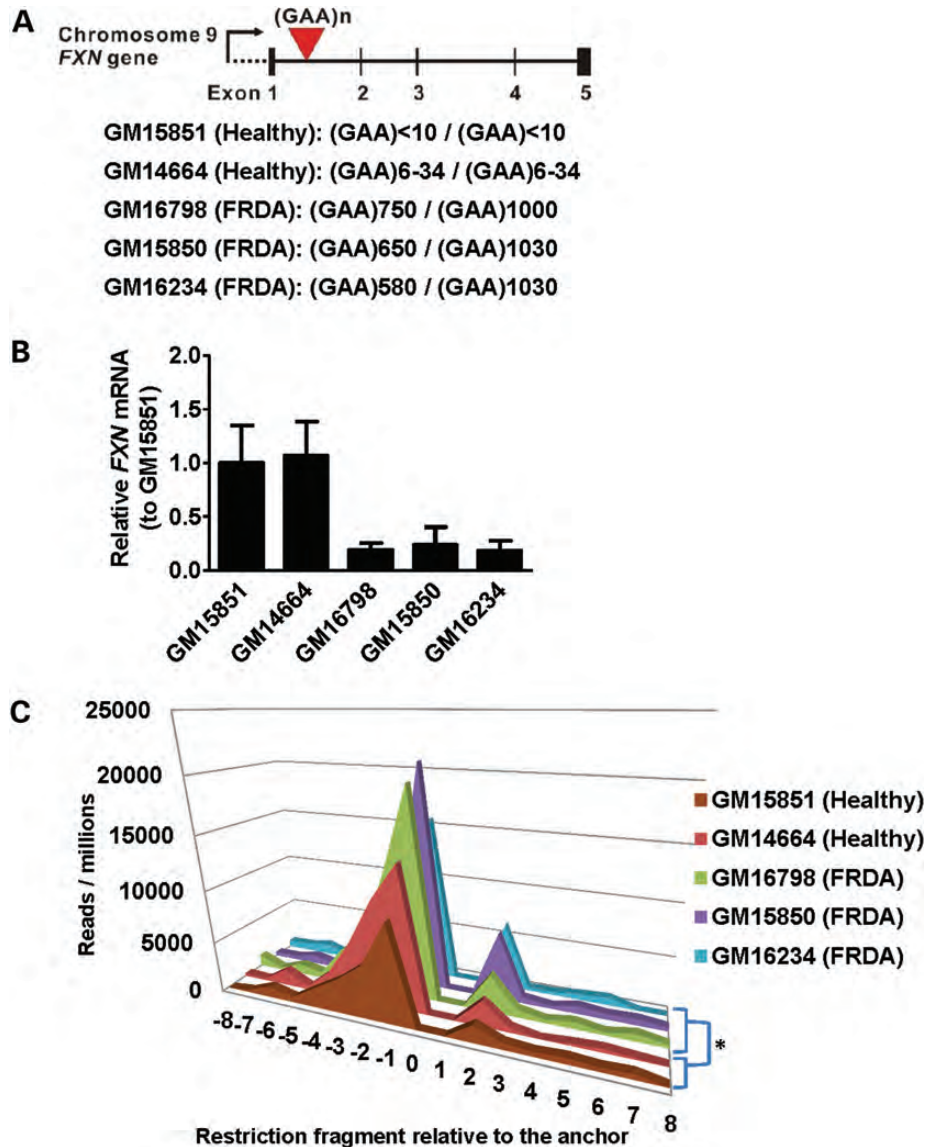 A
(GAA)n
Chromosome 9
FXN gene
Exon 1 2 3 4 5
GM15851 (Healthy): (GAA)<10 / (GAA)<10
GM14664 (Healthy): (GAA)6-34 / (GAA)6-34
GM16798 (FRDA): (GAA)750 / (GAA)1000
GM15850 (FRDA): (GAA)650 / (GAA)1030
GM16234 (FRDA): (GAA)580 / (GAA)1030
B
Relative FXN mRNA
(to GM15851)
2.0
1.5
1.0
0.5
0.0
GM15851
GM14664
GM16798
GM15850
GM16234
C
Reads / millions
25000
20000
15000
10000
5000
0
-8 -7 -6 -5 -4 -3 -2 -1 0 1 2 3 4 5 6 7 8
Restriction fragment relative to the anchor
GM15851 (Healthy)
GM14664 (Healthy)
GM16798 (FRDA)
GM15850 (FRDA)
GM16234 (FRDA)
*